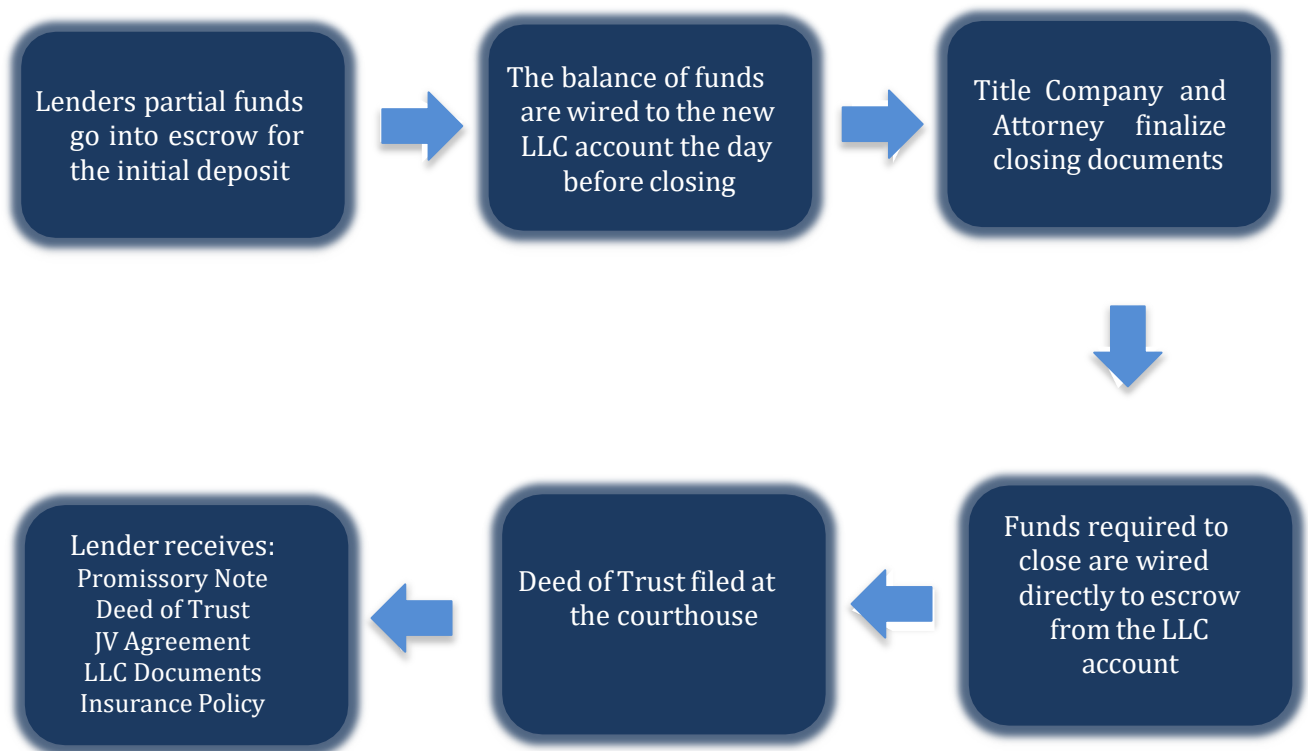 Lenders partial funds
go into escrow for
the initial deposit
The balance of funds
are wired to the new
LLC account the day
before closing
Title Company and
Attorney finalize
closing documents
Funds required to
close are wired
directly to escrow
from the LLC
account
Deed of Trust filed at
the courthouse
Lender receives:
Promissory Note
Deed of Trust
JV Agreement
LLC Documents
Insurance Policy